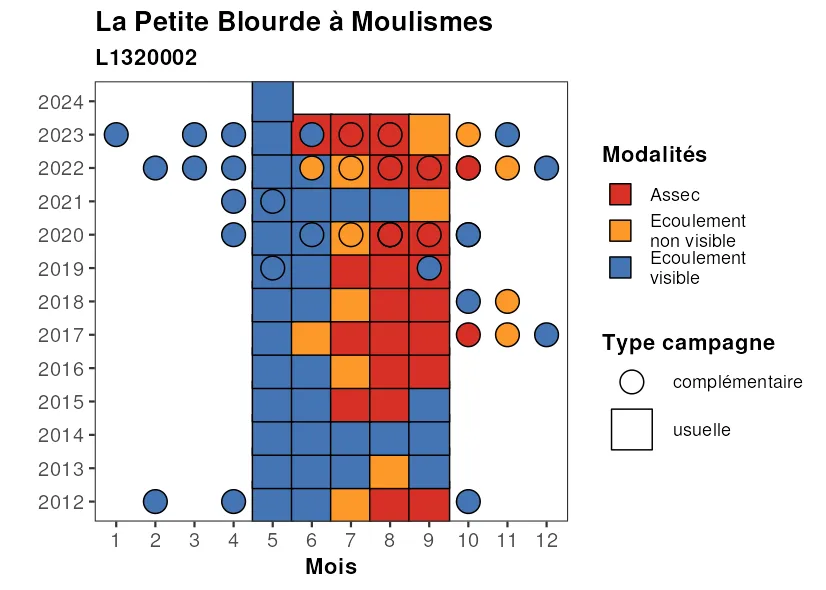 La Petite Blourde à Moulismes
L1320002
2024
2023
2022
2021
2020
2019
2018
2017
2016
2015
2014
2013
2012
1 2 3 4 5 6 7 8 9 10 11 12
Mois
Modalités
Assec
Ecoulement
non visible
Ecoulement
visible
Type campagne
complémentaire
usuelle